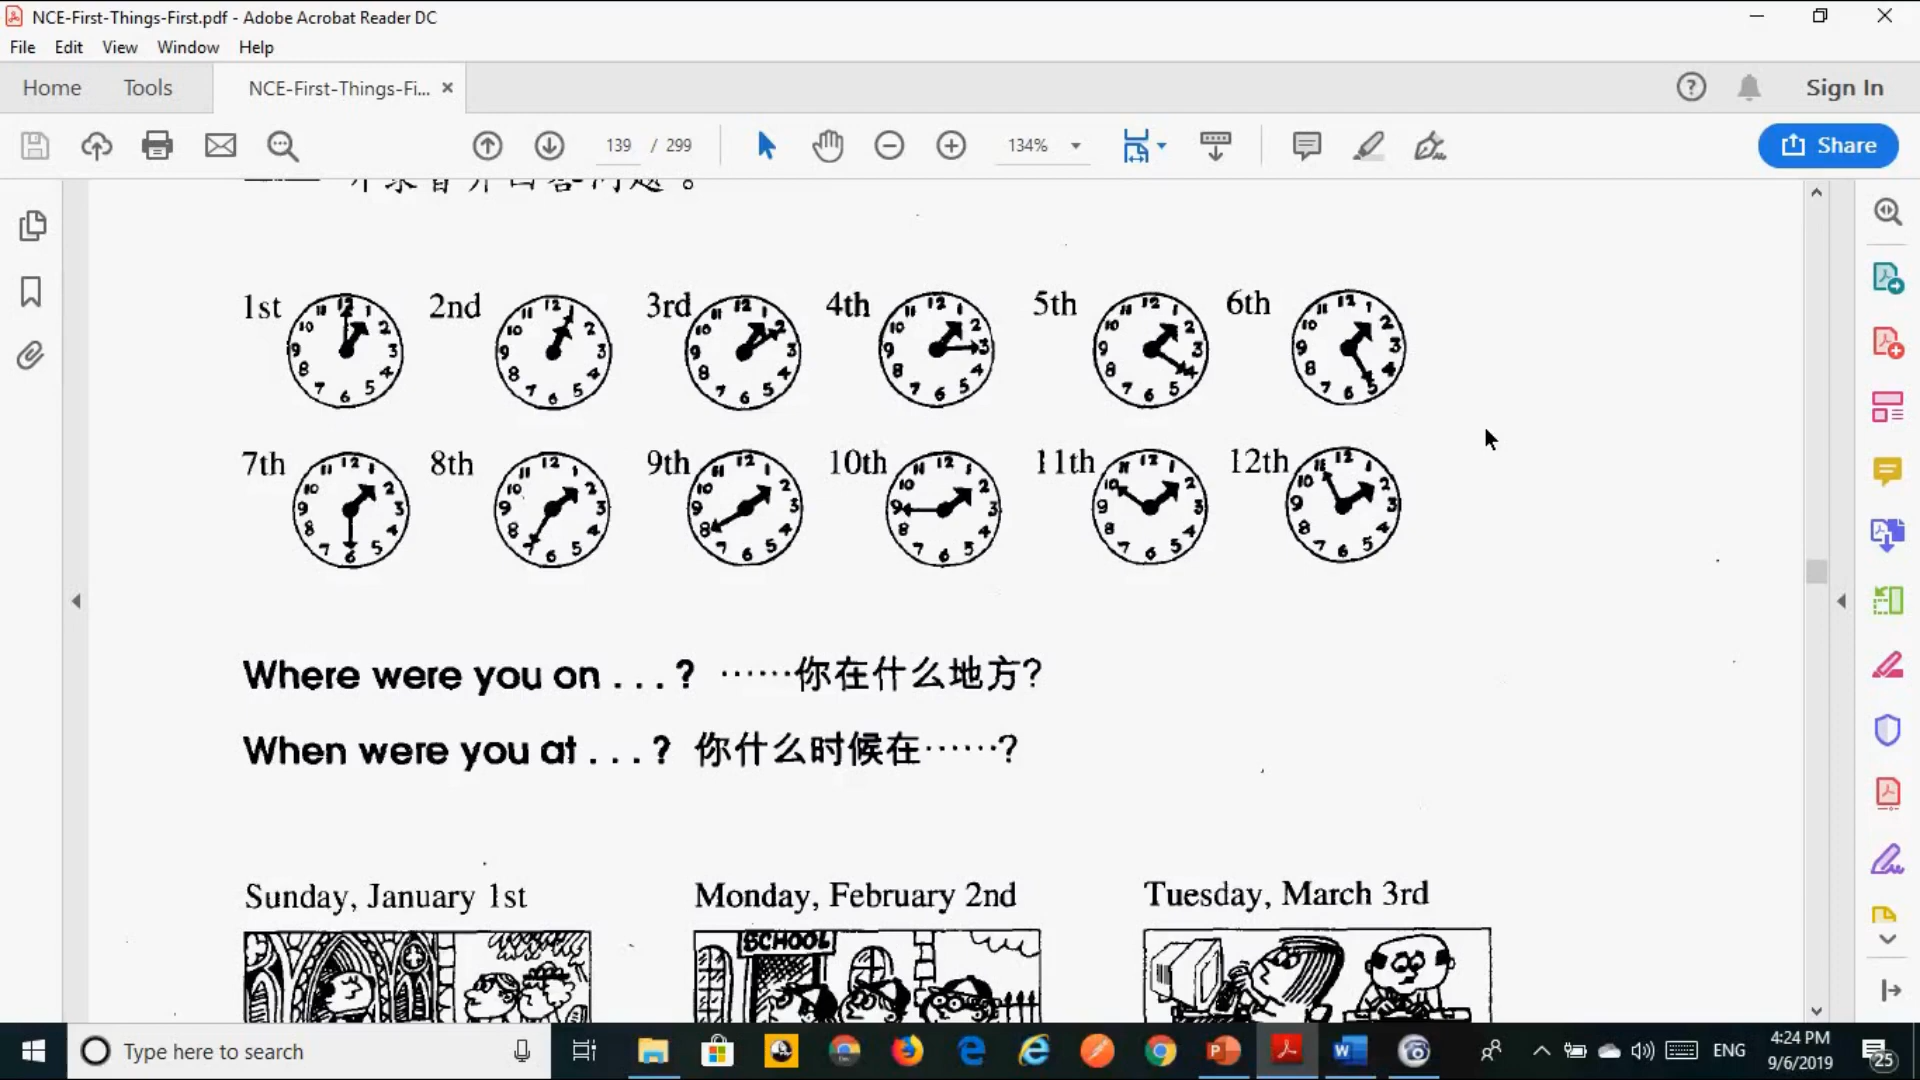 NCE-First-Things-First.pdf - Adobe Acrobat Reader DC
File Edit View Window Help
Home Tools NCE-First-Things-Fi... × Sign In
139 / 299 134% Share
1st 2nd 3rd 4th 5th 6th
7th 8th 9th 10th 11th 12th
Where were you on . . . ? ……你在什么地方?
When were you at . . . ? 你什么时候在……?
Sunday, January 1st Monday, February 2nd Tuesday, March 3rd
SCHOOL
Type here to search ENG 4:24 PM
9/6/2019 25